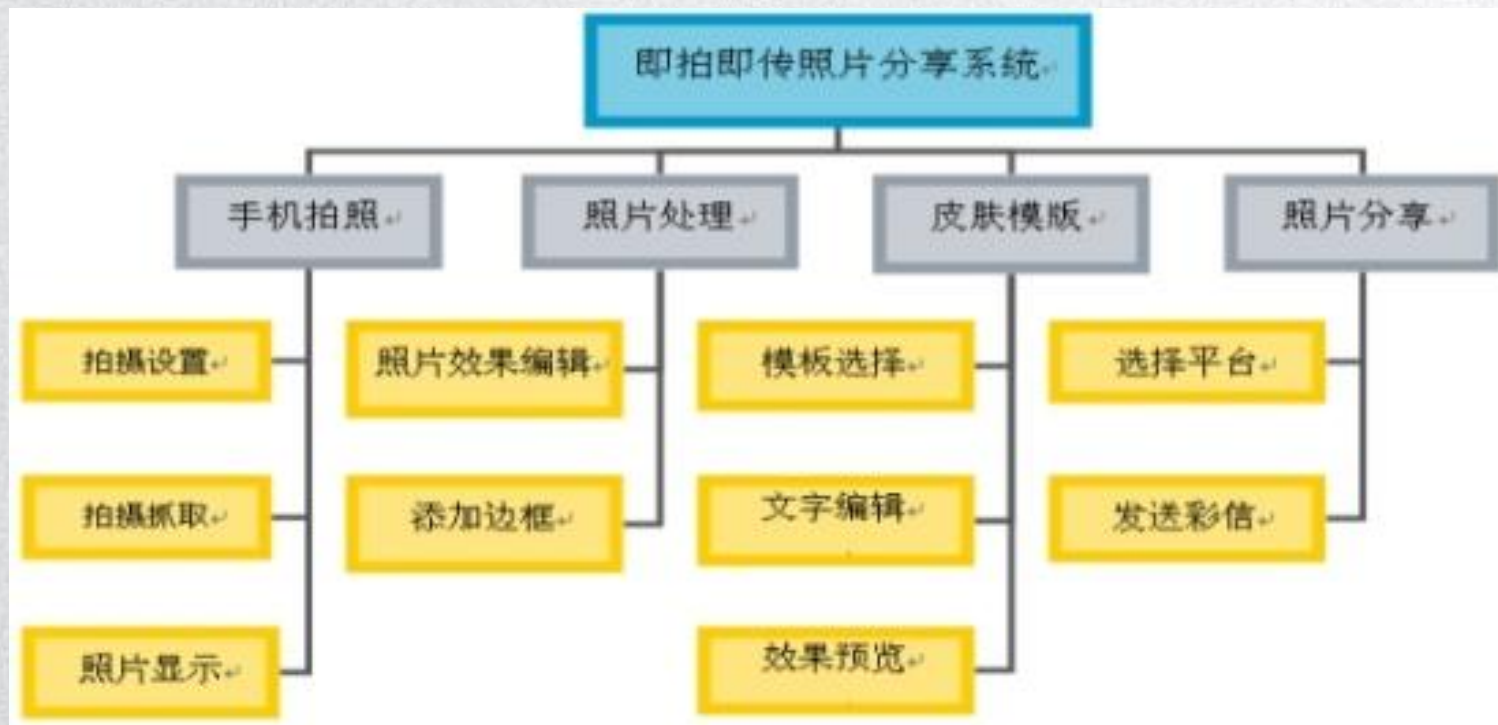 即拍即传照片分享系统
手机拍照
照片处理
皮肤模版
照片分享
拍摄设置
照片效果编辑
模板选择
选择平台
拍摄抓取
添加边框
文字编辑
发送彩信
照片显示
效果预览